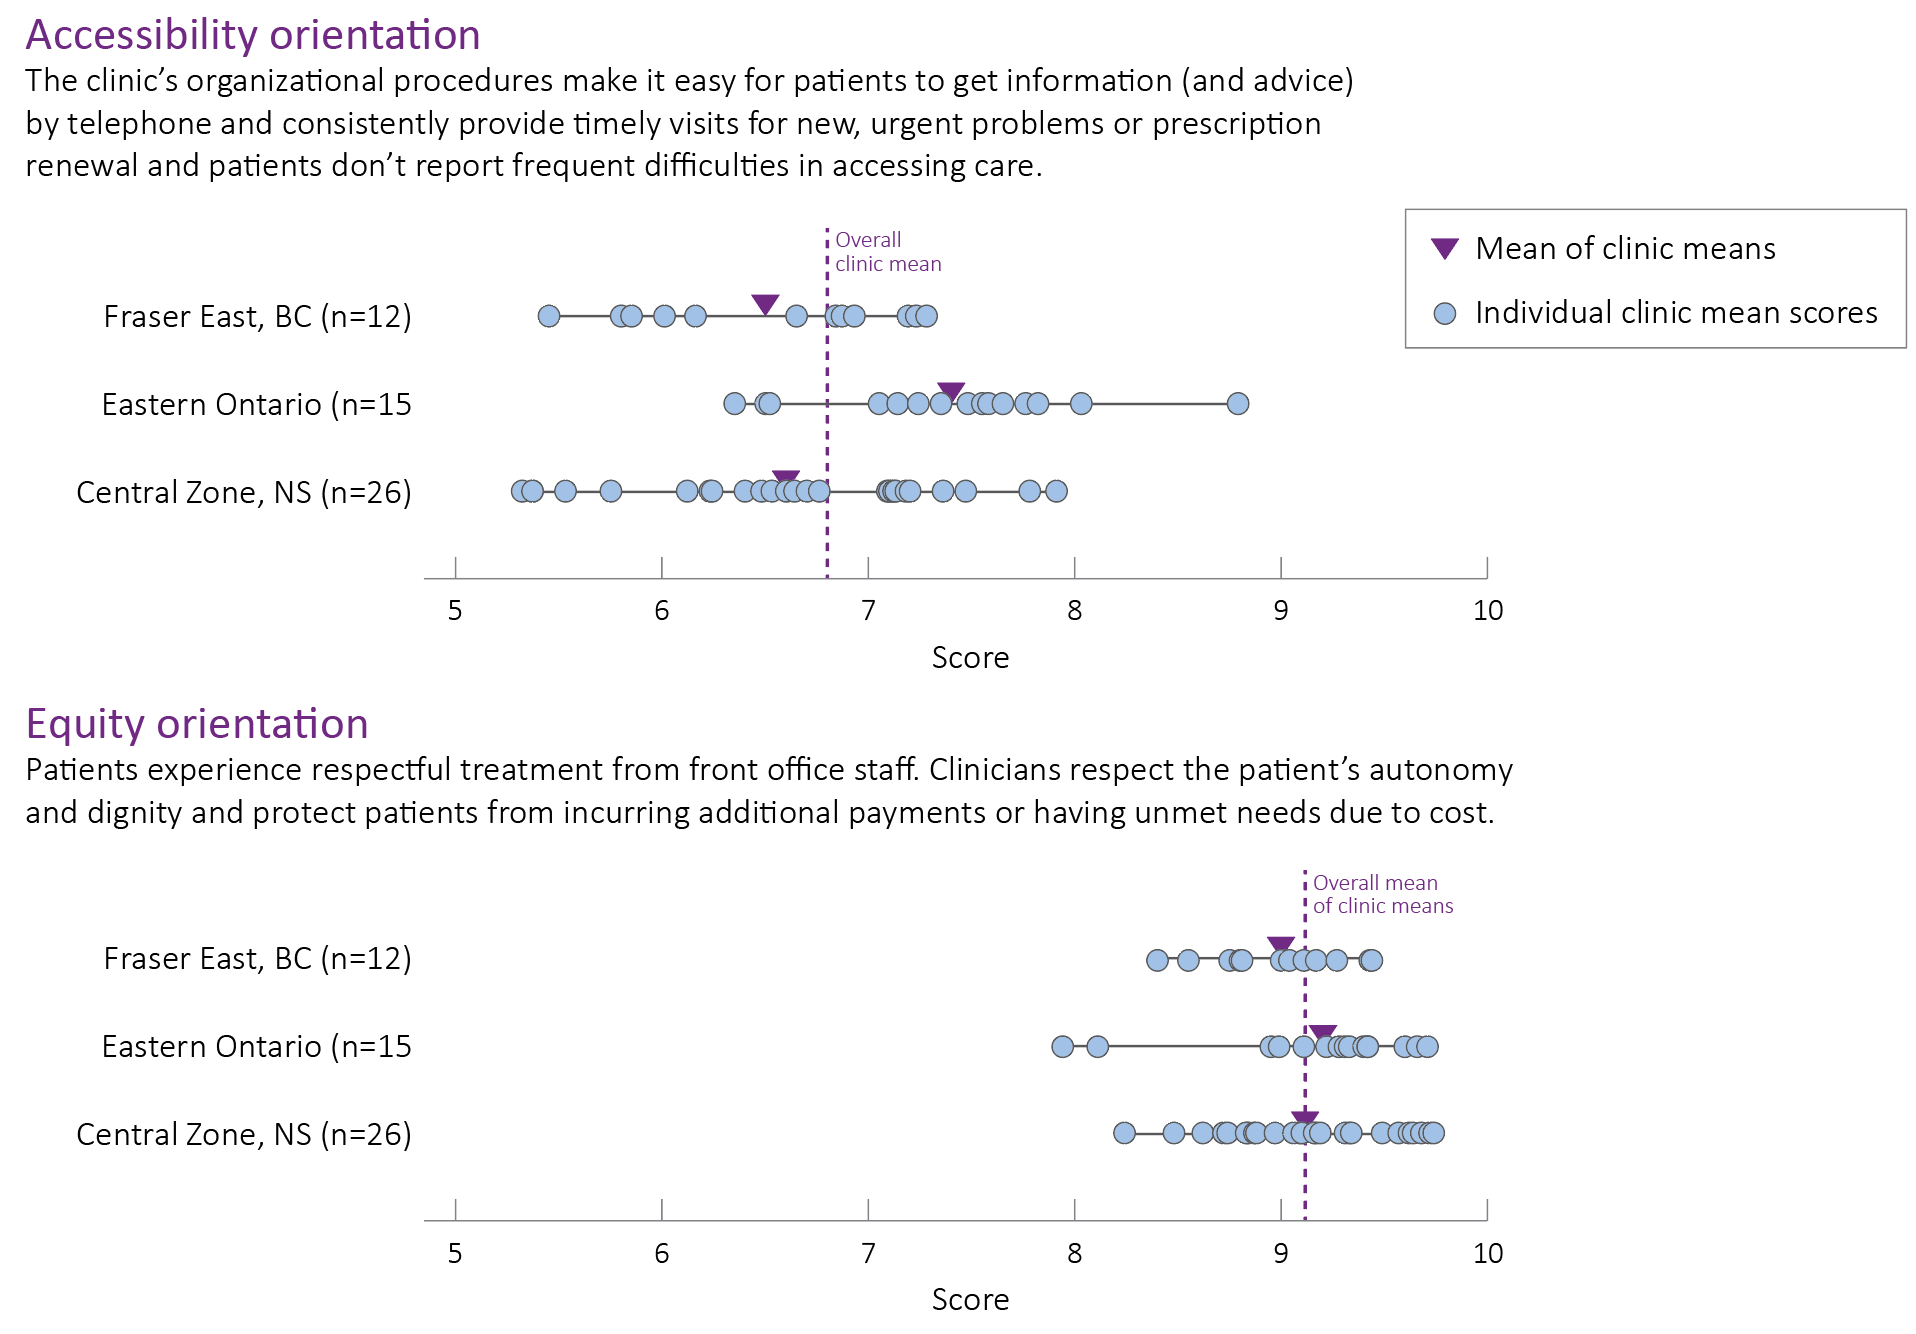 Accessibility orientation
The clinic’s organizational procedures make it easy for patients to get information (and advice)
by telephone and consistently provide timely visits for new, urgent problems or prescription
renewal and patients don’t report frequent difficulties in accessing care.
Overall
clinic mean
Mean of clinic means
Individual clinic mean scores
Fraser East, BC (n=12)
Eastern Ontario (n=15
Central Zone, NS (n=26)
5 6 7 8 9 10
Score
Equity orientation
Patients experience respectful treatment from front office staff. Clinicians respect the patient’s autonomy
and dignity and protect patients from incurring additional payments or having unmet needs due to cost.
Overall mean
of clinic means
Fraser East, BC (n=12)
Eastern Ontario (n=15
Central Zone, NS (n=26)
5 6 7 8 9 10
Score